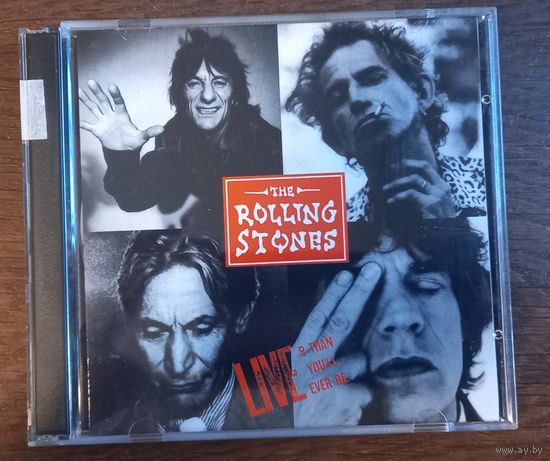 THE
ROLLING
STONES
LIVE
R THAN
YOU'LL
EVER BE
www.ay.by